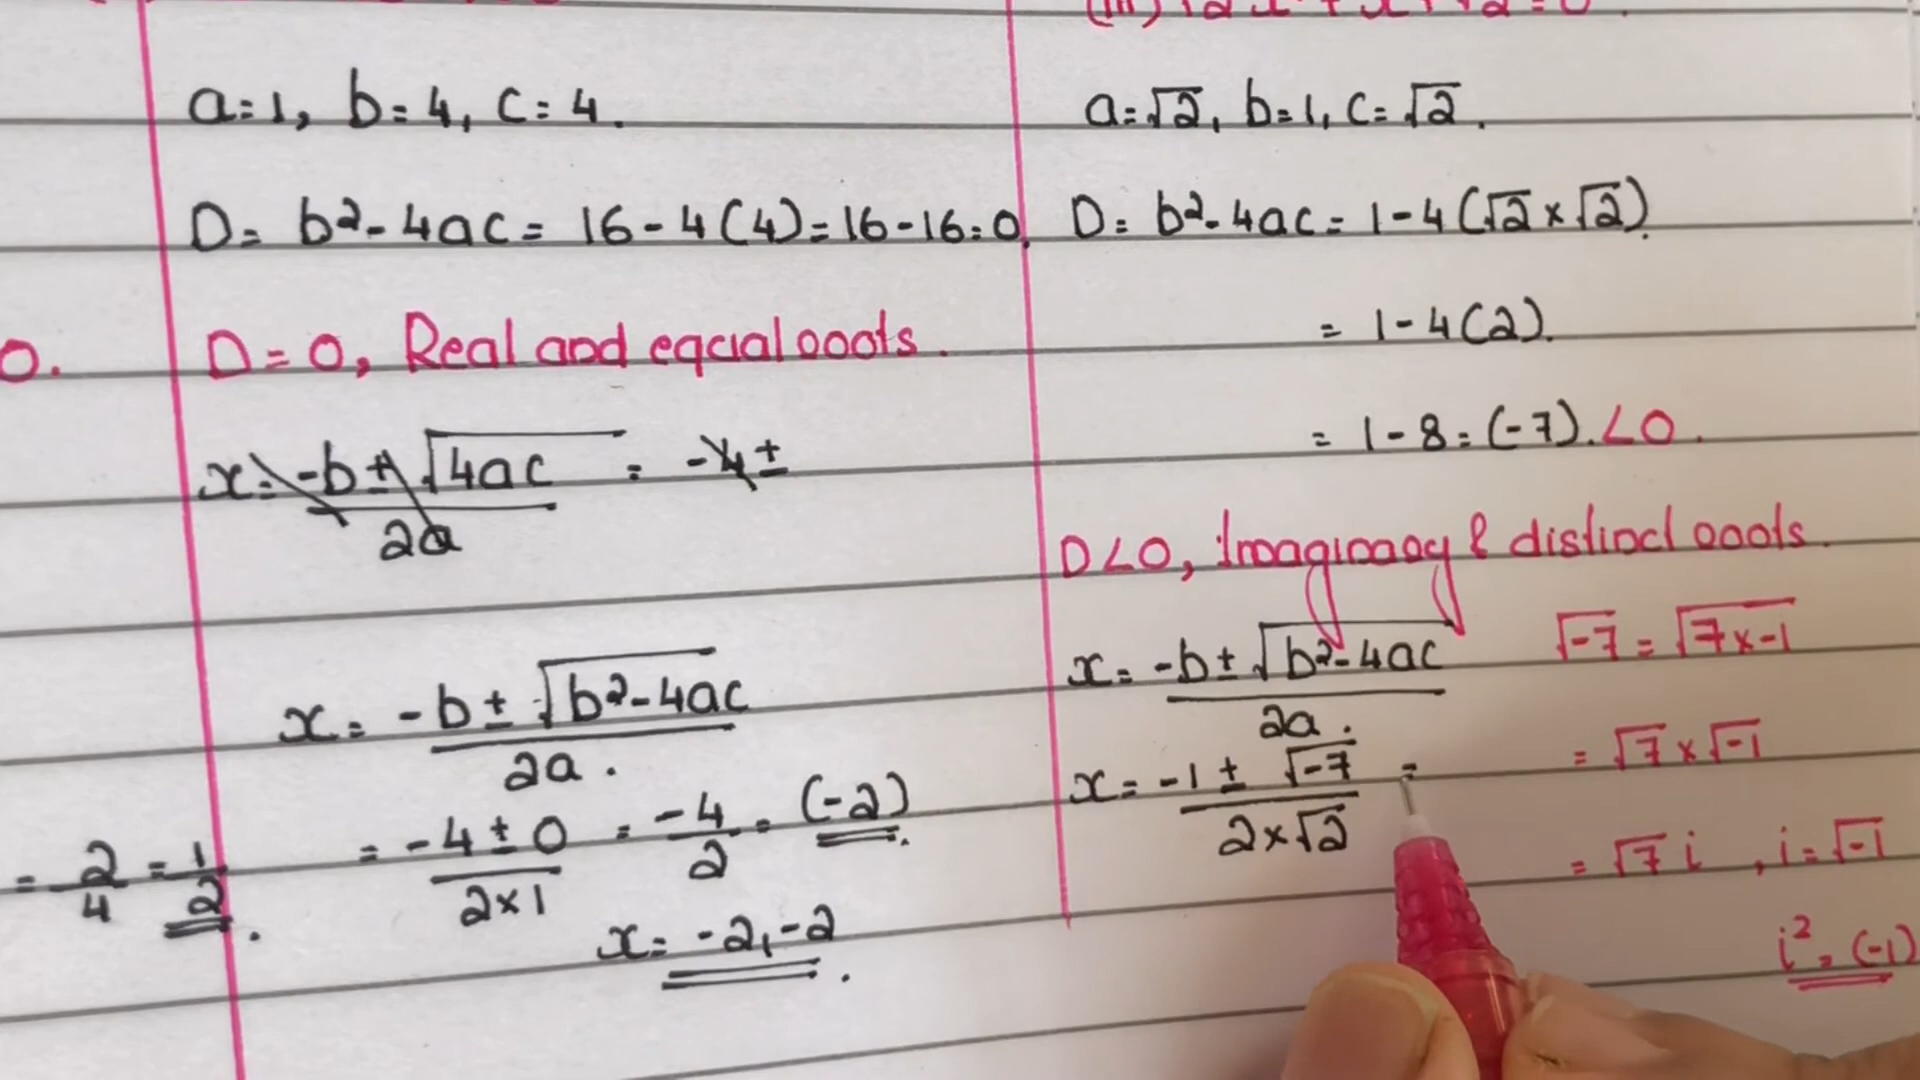 0.
= 2/4 = 1/2.
a=1, b=4, c=4.
D= b²-4ac= 16-4(4)=16-16=0.
D=0, Real and equal roots.
x= -b±√4ac/2a = -4±
x= -b±√b²-4ac/2a.
= -4±0/2×1 = -4/2 = (-2).
x= -2,-2.
a=√2, b=1, c=√2.
D= b²-4ac= 1-4(√2×√2).
= 1-4(2).
= 1-8=(-7).<0.
D<0, Imaginary & distinct roots.
x= -b±√b²-4ac/2a.
x= -1±√-7/2×√2 =
√-7 = √7×-1
= √7×√-1
= √7 i , i=√-1
i²=(-1)